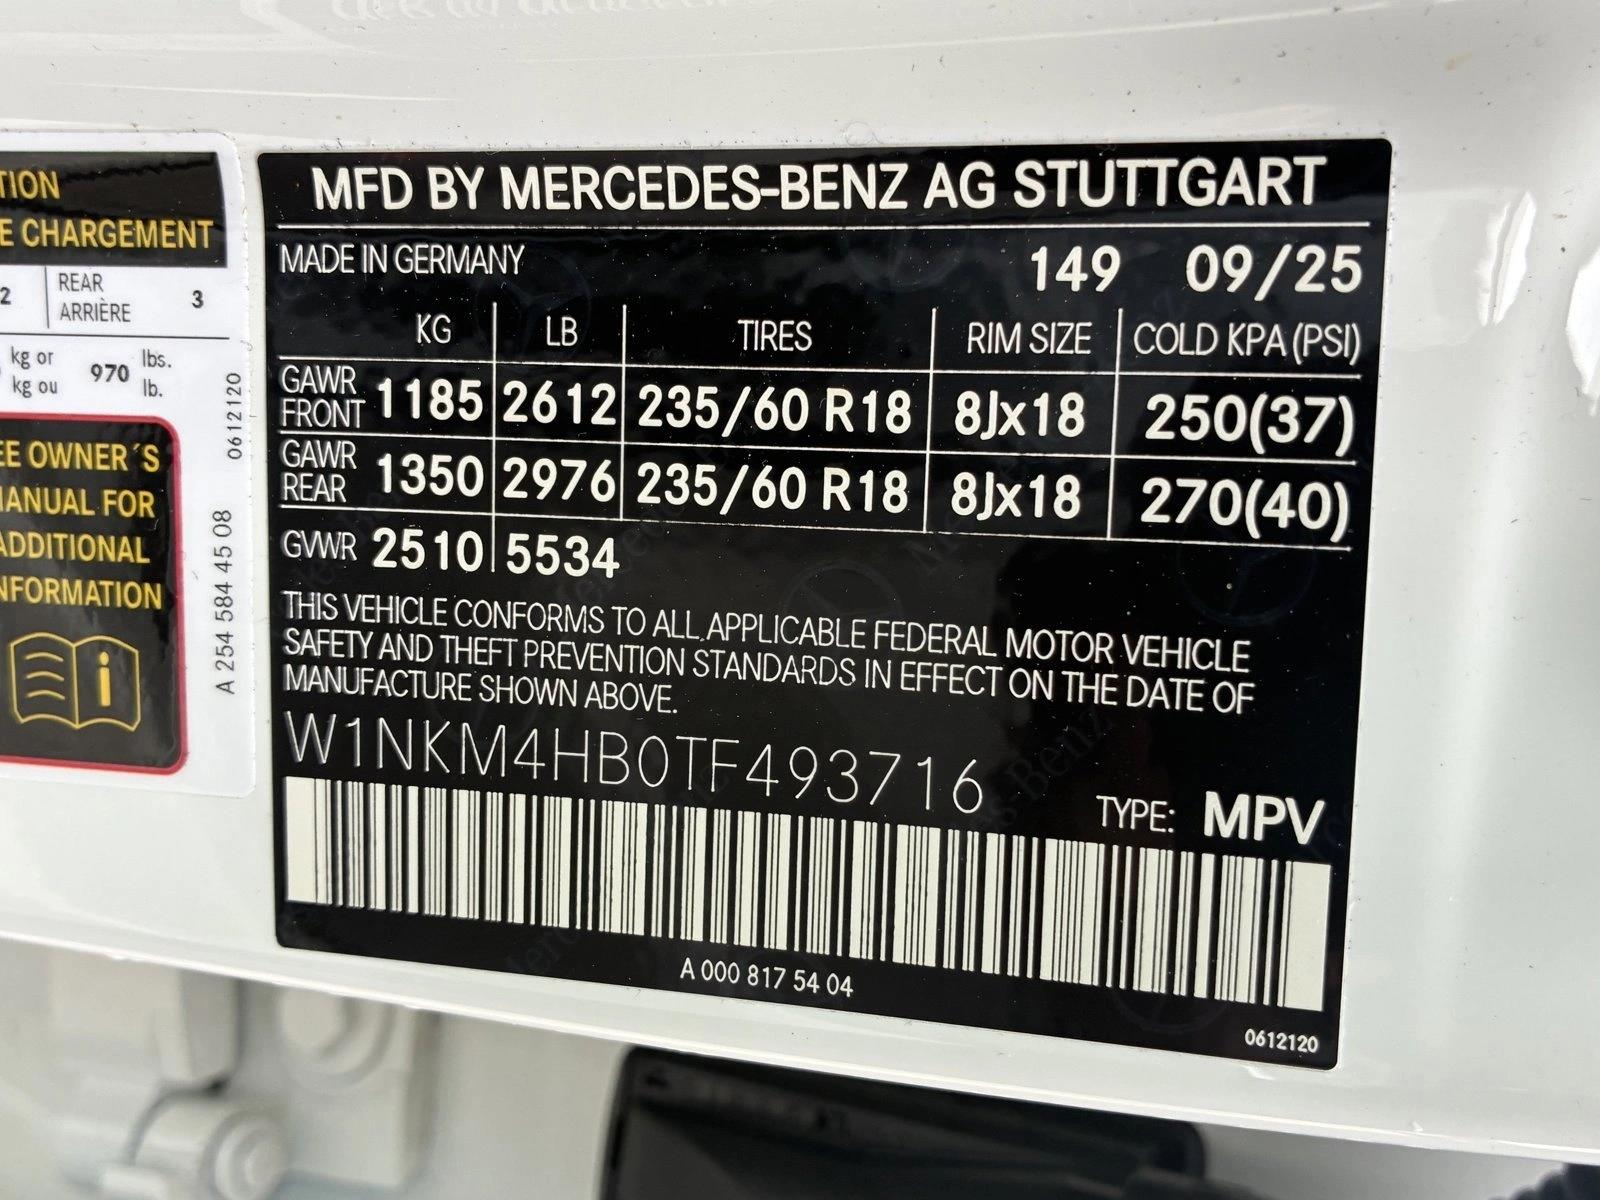 TION
E CHARGEMENT
2 REAR ARRIÈRE 3
kg or kg ou 970 lbs. lb.
0612120
EE OWNER´S
MANUAL FOR
ADDITIONAL
NFORMATION
A 254 584 45 08
MFD BY MERCEDES-BENZ AG STUTTGART
MADE IN GERMANY 149 09/25
KG LB TIRES RIM SIZE COLD KPA (PSI)
GAWR FRONT 1185 2612 235/60 R18 8Jx18 250(37)
GAWR REAR 1350 2976 235/60 R18 8Jx18 270(40)
GVWR 2510 5534
THIS VEHICLE CONFORMS TO ALL APPLICABLE FEDERAL MOTOR VEHICLE
SAFETY AND THEFT PREVENTION STANDARDS IN EFFECT ON THE DATE OF
MANUFACTURE SHOWN ABOVE.
W1NKM4HB0TF493716
TYPE: MPV
A 000 817 54 04
0612120